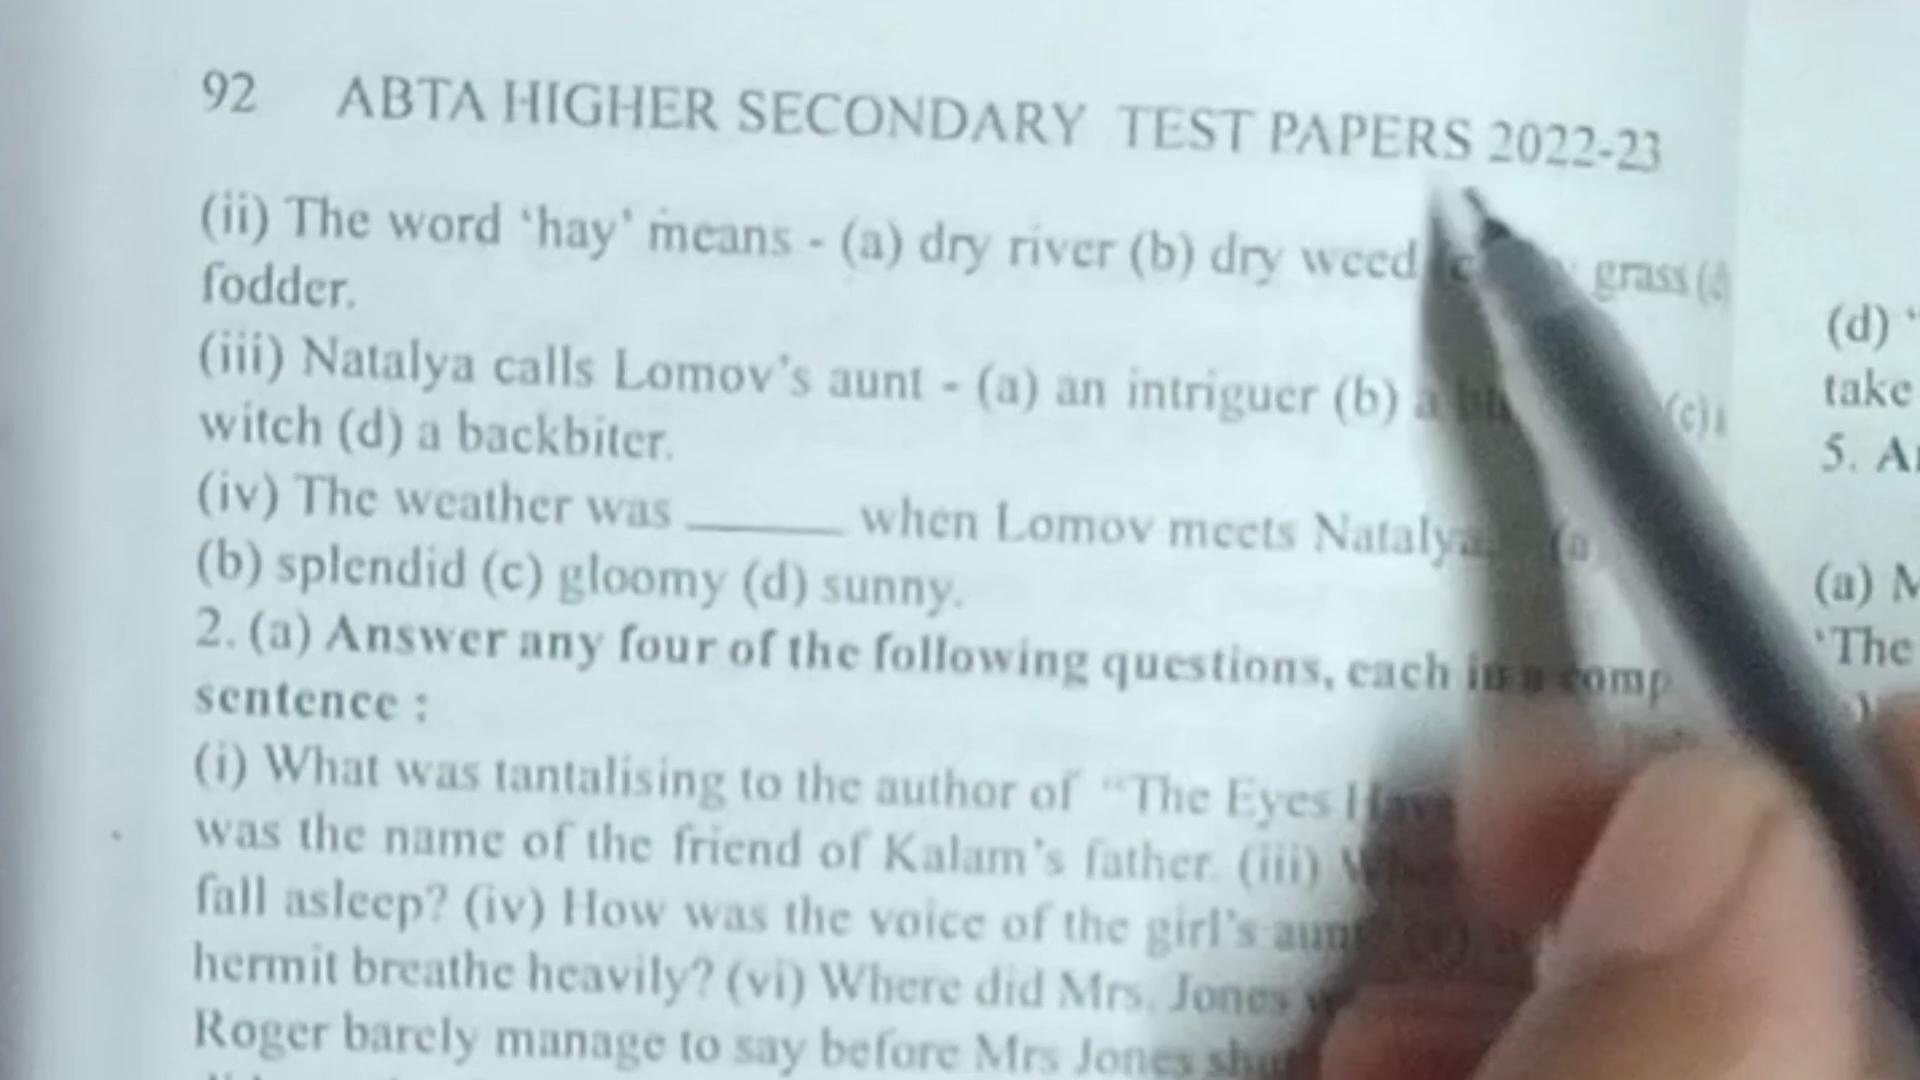 92 ABTA HIGHER SECONDARY TEST PAPERS 2022-23
(ii) The word ‘hay’ means - (a) dry river (b) dry weed grass (d)
fodder.
(iii) Natalya calls Lomov’s aunt - (a) an intriguer (b) a (c)
witch (d) a backbiter.
(iv) The weather was ______ when Lomov meets Natalya (a
(b) splendid (c) gloomy (d) sunny.
2. (a) Answer any four of the following questions, each in a comp
sentence :
(i) What was tantalising to the author of “The Eyes Have
was the name of the friend of Kalam’s father. (iii)
fall asleep? (iv) How was the voice of the girl’s aunt
hermit breathe heavily? (vi) Where did Mrs. Jones
Roger barely manage to say before Mrs Jones
(d) “
take
5.
(a)
‘The